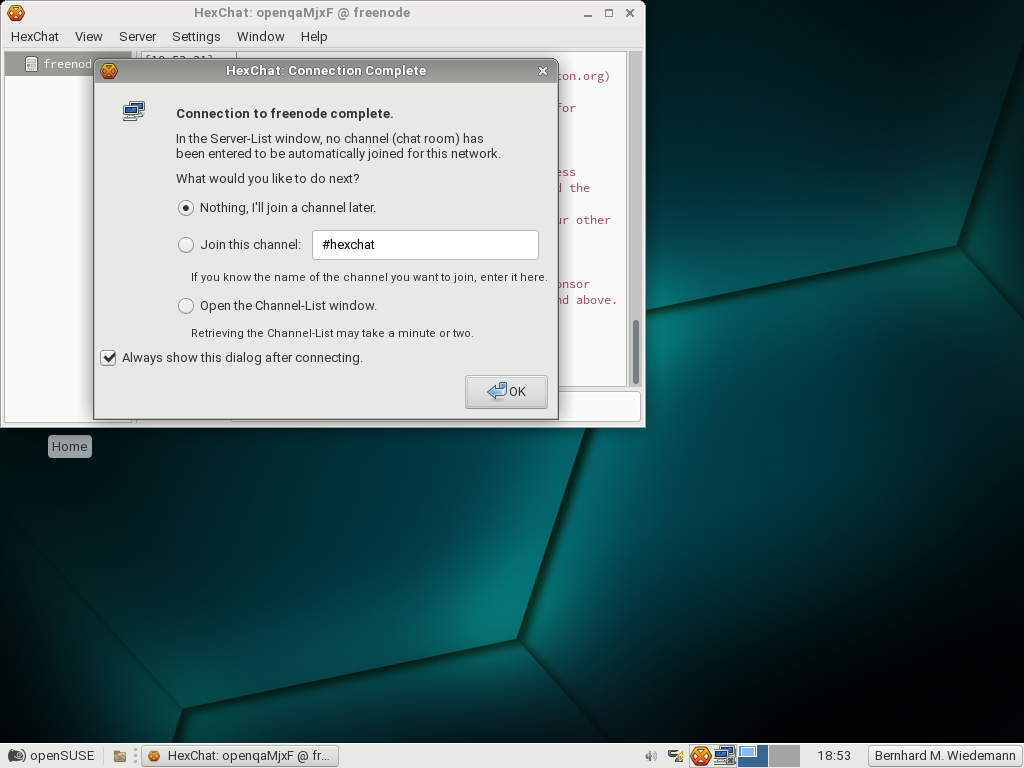 HexChat: openqaMjxF @ freenode
HexChat View Server Settings Window Help
freenod
con.org)
HexChat: Connection Complete
for
Connection to freenode complete.
In the Server-List window, no channel (chat room) has
been entered to be automatically joined for this network.
ess
What would you like to do next?
d the
Nothing, I'll join a channel later.
ur other
Join this channel: #hexchat
If you know the name of the channel you want to join, enter it here.
onsor
Open the Channel-List window.
nd above.
Retrieving the Channel-List may take a minute or two.
Always show this dialog after connecting.
OK
Home
openSUSE
HexChat: openqaMjxF @ fr...
18:53
Bernhard M. Wiedemann